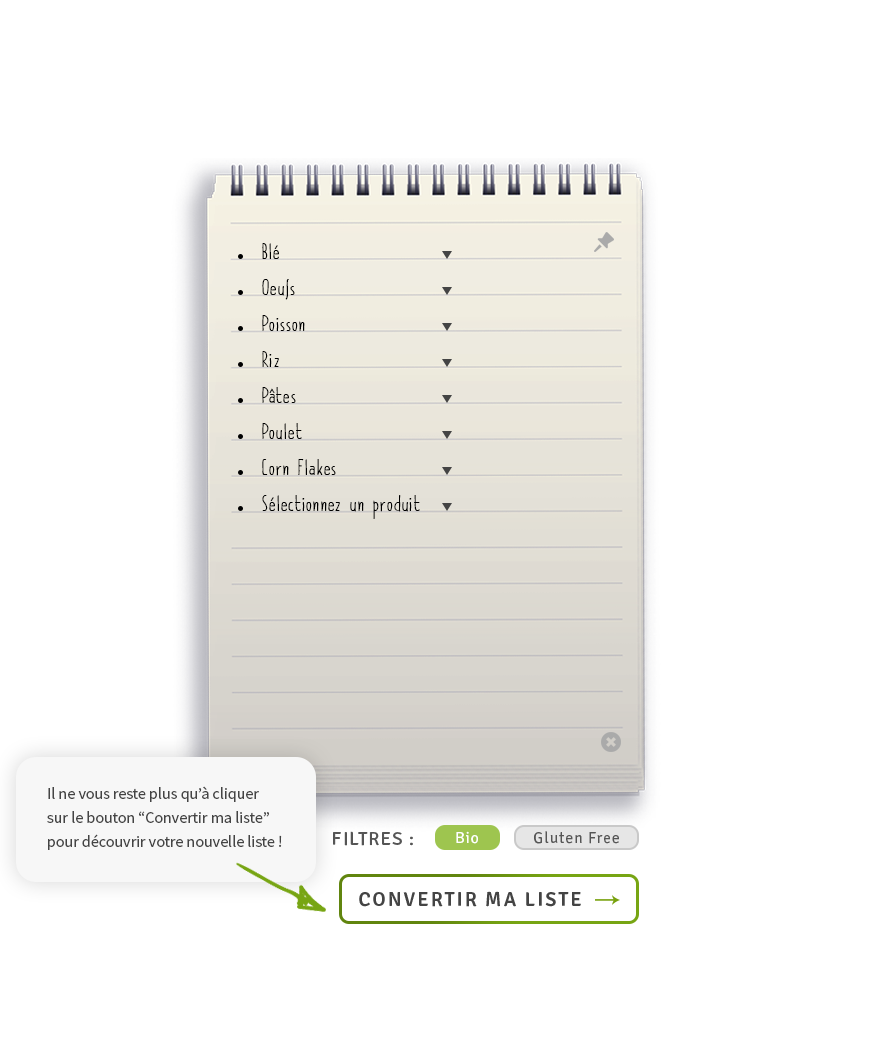 Blé
Oeufs
Poisson
Riz
Pâtes
Poulet
Corn Flakes
Sélectionnez un produit
Il ne vous reste plus qu’à cliquer
sur le bouton “Convertir ma liste”
pour découvrir votre nouvelle liste !
FILTRES : Bio Gluten Free
CONVERTIR MA LISTE →